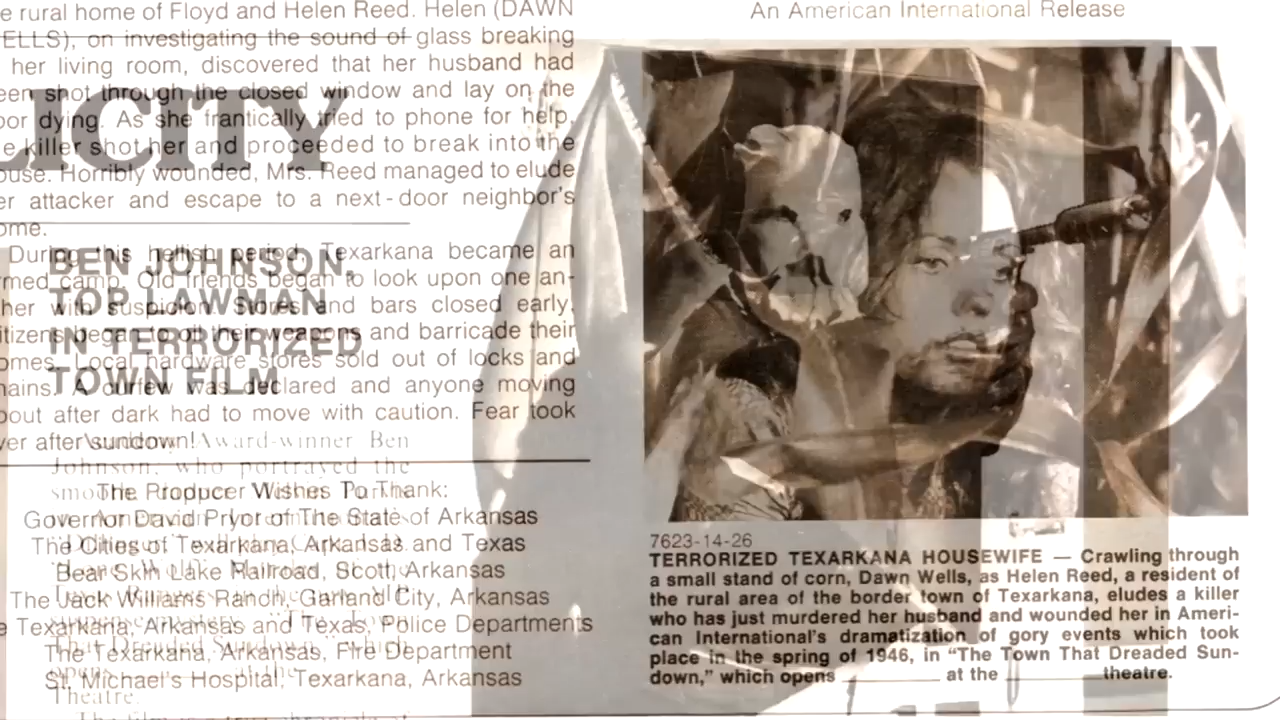 e rural home of Floyd and Helen Reed. Helen (DAWN
ELLS), on investigating the sound of glass breaking
her living room, discovered that her husband had
een shot through the closed window and lay on the
oor dying. As she frantically tried to phone for help,
e killer shot her and proceeded to break into the
ouse. Horribly wounded, Mrs. Reed managed to elude
er attacker and escape to a next-door neighbor's
ome.
During this hellish period, Texarkana became an
rmed camp. Old friends began to look upon one an-
her with suspicion. Stores and bars closed early.
itizens began to oil their weapons and barricade their
omes. Local hardware stores sold out of locks and
hains. A curfew was declared and anyone moving
bout after dark had to move with caution. Fear took
ver after sundown!
The Producer Wishes To Thank:
Governor David Pryor of The State of Arkansas
The Cities of Texarkana, Arkansas and Texas
Bear Skin Lake Railroad, Scott, Arkansas
The Jack Williams Ranch, Garland City, Arkansas
e Texarkana, Arkansas and Texas, Police Departments
The Texarkana, Arkansas, Fire Department
St. Michael's Hospital, Texarkana, Arkansas
LICITY
BEN JOHNSON,
TOP LAWMAN
IN TERRORIZED
TOWN FILM
Award-winner Ben
Johnson, who portrayed the
Theatre.
An American International Release
7623-14-26
TERRORIZED TEXARKANA HOUSEWIFE — Crawling through
a small stand of corn, Dawn Wells, as Helen Reed, a resident of
the rural area of the border town of Texarkana, eludes a killer
who has just murdered her husband and wounded her in Ameri-
can International's dramatization of gory events which took
place in the spring of 1946, in "The Town That Dreaded Sun-
down," which opens __________ at the __________ theatre.